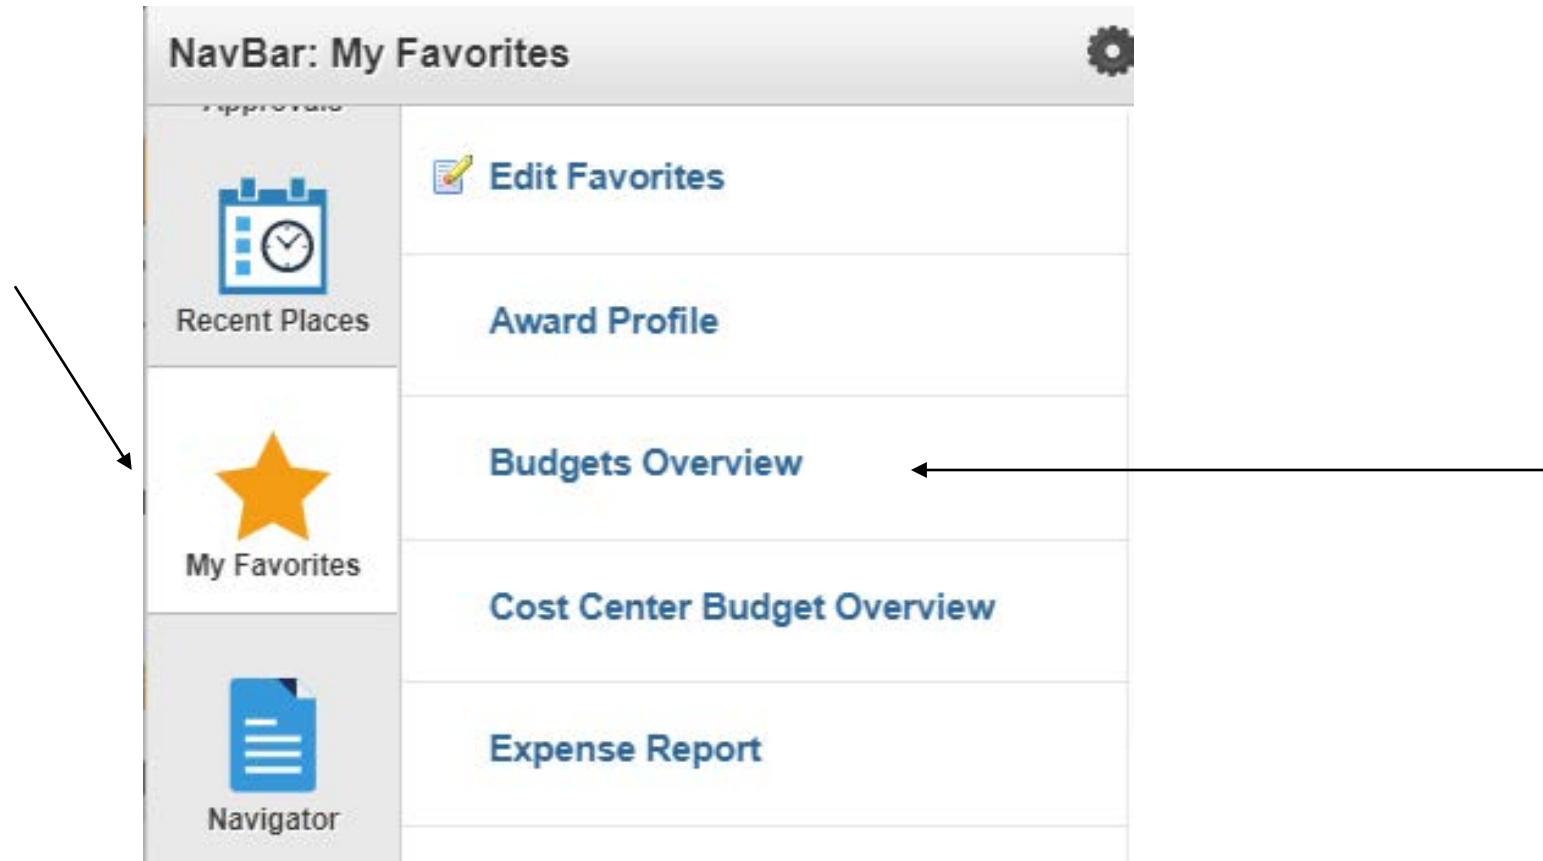 NavBar: My Favorites
Approvals
Edit Favorites
Recent Places
Award Profile
Budgets Overview
My Favorites
Cost Center Budget Overview
Expense Report
Navigator